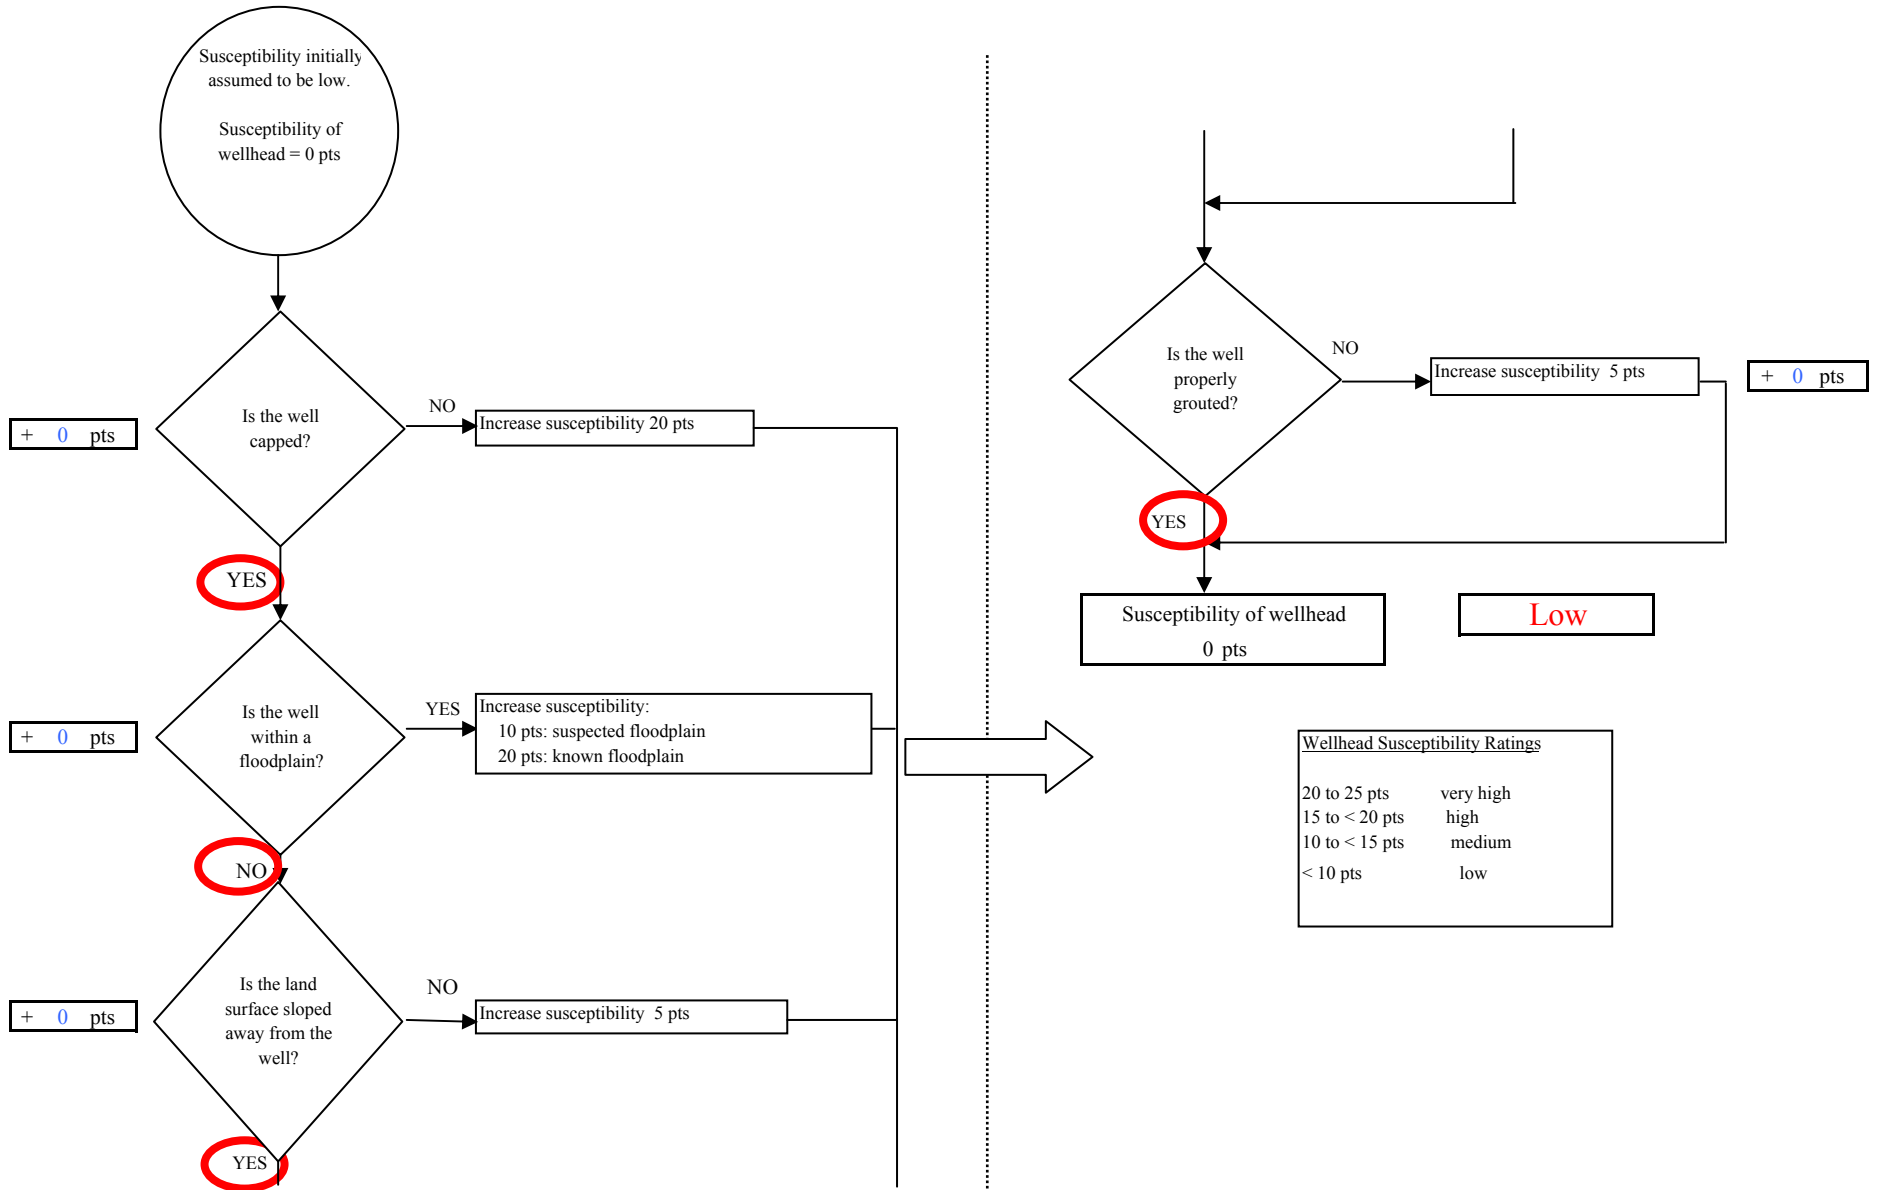 Susceptibility initially
assumed to be low.
Susceptibility of
wellhead = 0 pts
Is the well
capped?
NO
Increase susceptibility 20 pts
+ 0 pts
YES
Is the well
within a
floodplain?
YES
Increase susceptibility:
10 pts: suspected floodplain
20 pts: known floodplain
+ 0 pts
NO
Is the land
surface sloped
away from the
well?
NO
Increase susceptibility 5 pts
+ 0 pts
YES
Is the well
properly
grouted?
NO
Increase susceptibility 5 pts
+ 0 pts
YES
Susceptibility of wellhead
0 pts
Low
Wellhead Susceptibility Ratings
20 to 25 pts very high
15 to < 20 pts high
10 to < 15 pts medium
< 10 pts low